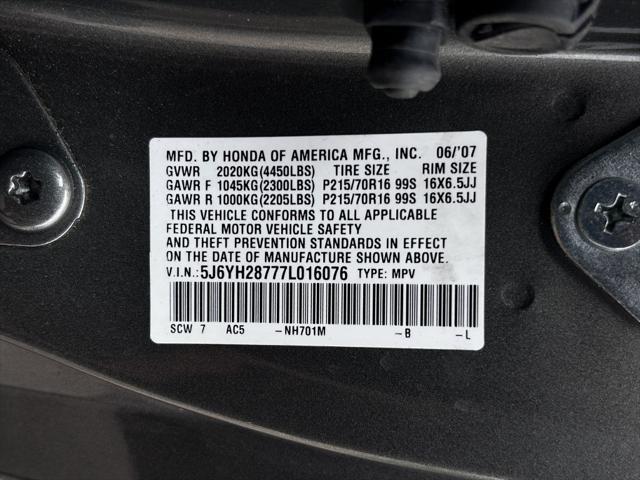 MFD. BY HONDA OF AMERICA MFG., INC. 06/'07
GVWR 2020KG(4450LBS) TIRE SIZE RIM SIZE
GAWR F 1045KG(2300LBS) P215/70R16 99S 16X6.5JJ
GAWR R 1000KG(2205LBS) P215/70R16 99S 16X6.5JJ
THIS VEHICLE CONFORMS TO ALL APPLICABLE
FEDERAL MOTOR VEHICLE SAFETY
AND THEFT PREVENTION STANDARDS IN EFFECT
ON THE DATE OF MANUFACTURE SHOWN ABOVE.
V.I.N.:5J6YH28777L016076 TYPE: MPV
SCW 7 AC5 -NH701M -B -L